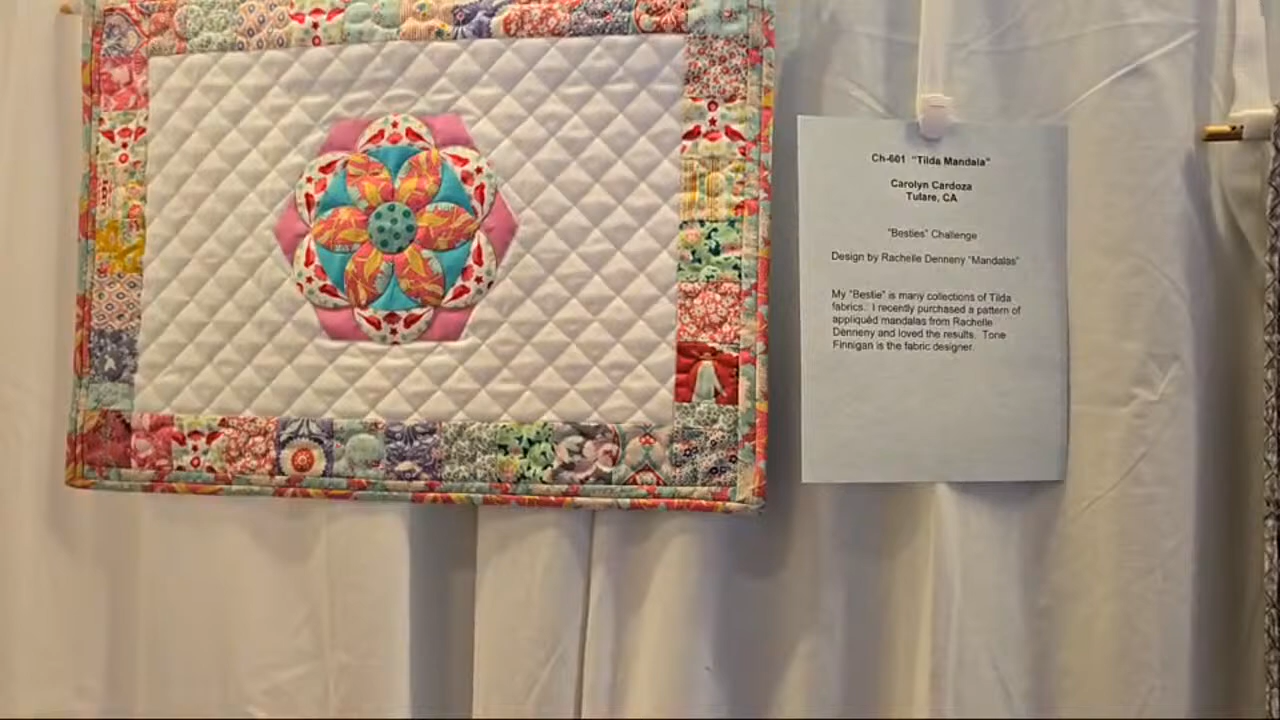 Ch-601 "Tilda Mandala"
Carolyn Cardoza
Tulare, CA
"Besties" Challenge
Design by Rachelle Denneny "Mandalas"
My "Bestie" is many collections of Tilda
fabrics. I recently purchased a pattern of
appliquéd mandalas from Rachelle
Denneny and loved the results. Tone
Finnigan is the fabric designer.